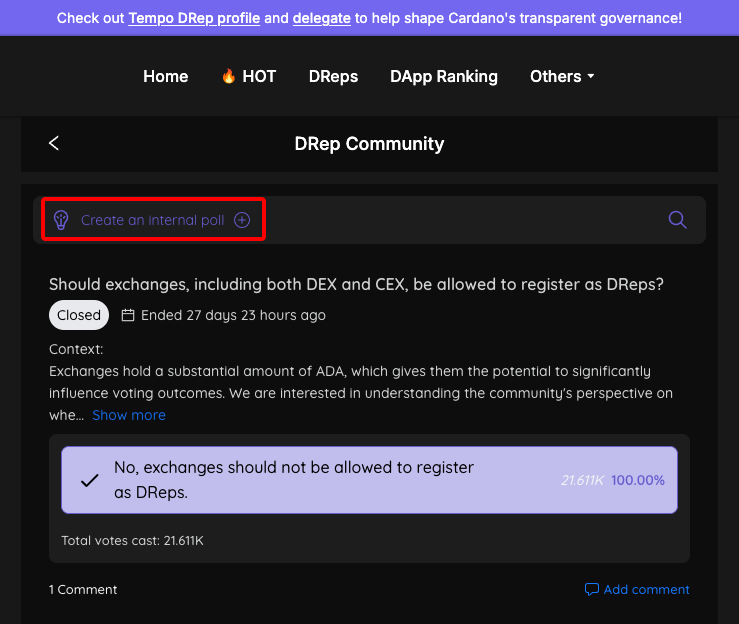 Check out Tempo DRep profile and delegate to help shape Cardano's transparent governance!
Home 🔥 HOT DReps DApp Ranking Others
DRep Community
Create an internal poll
Should exchanges, including both DEX and CEX, be allowed to register as DReps?
Closed Ended 27 days 23 hours ago
Context:
Exchanges hold a substantial amount of ADA, which gives them the potential to significantly
influence voting outcomes. We are interested in understanding the community's perspective on
whe... Show more
No, exchanges should not be allowed to register
as DReps.
21.611K 100.00%
Total votes cast: 21.611K
1 Comment Add comment